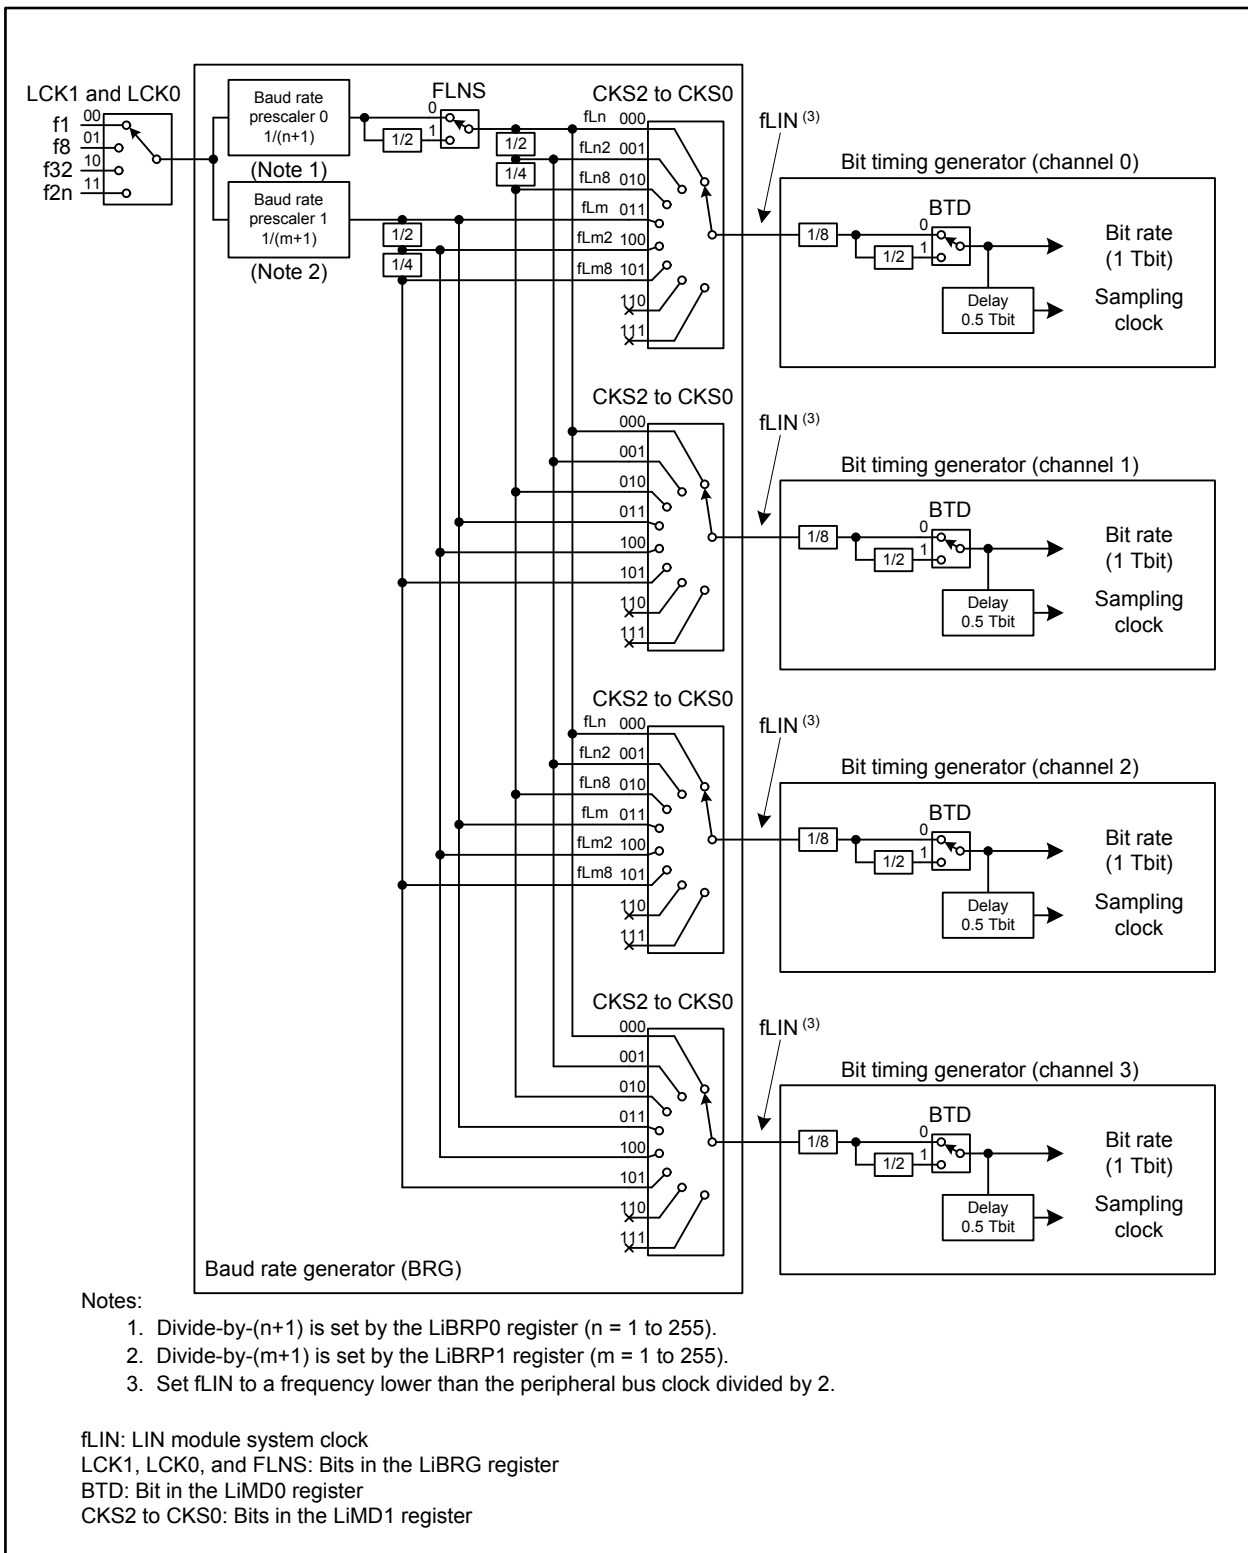 LCK1 and LCK0
f1 00
f8 01
f32 10
f2n 11
Baud rate
prescaler 0
1/(n+1)
(Note 1)
Baud rate
prescaler 1
1/(m+1)
(Note 2)
FLNS
0
1
1/2
1/2
1/4
1/2
1/4
CKS2 to CKS0
fLn 000
fLn2 001
fLn8 010
fLm 011
fLm2 100
fLm8 101
110
111
fLIN (3)
Bit timing generator (channel 0)
1/8
1/2
BTD
0
1
Delay
0.5 Tbit
Bit rate
(1 Tbit)
Sampling
clock
CKS2 to CKS0
000
001
010
011
100
101
110
111
fLIN (3)
Bit timing generator (channel 1)
1/8
1/2
BTD
0
1
Delay
0.5 Tbit
Bit rate
(1 Tbit)
Sampling
clock
CKS2 to CKS0
fLn 000
fLn2 001
fLn8 010
fLm 011
fLm2 100
fLm8 101
110
111
fLIN (3)
Bit timing generator (channel 2)
1/8
1/2
BTD
0
1
Delay
0.5 Tbit
Bit rate
(1 Tbit)
Sampling
clock
CKS2 to CKS0
000
001
010
011
100
101
110
111
fLIN (3)
Bit timing generator (channel 3)
1/8
1/2
BTD
0
1
Delay
0.5 Tbit
Bit rate
(1 Tbit)
Sampling
clock
Baud rate generator (BRG)
Notes:
1. Divide-by-(n+1) is set by the LiBRP0 register (n = 1 to 255).
2. Divide-by-(m+1) is set by the LiBRP1 register (m = 1 to 255).
3. Set fLIN to a frequency lower than the peripheral bus clock divided by 2.
fLIN: LIN module system clock
LCK1, LCK0, and FLNS: Bits in the LiBRG register
BTD: Bit in the LiMD0 register
CKS2 to CKS0: Bits in the LiMD1 register